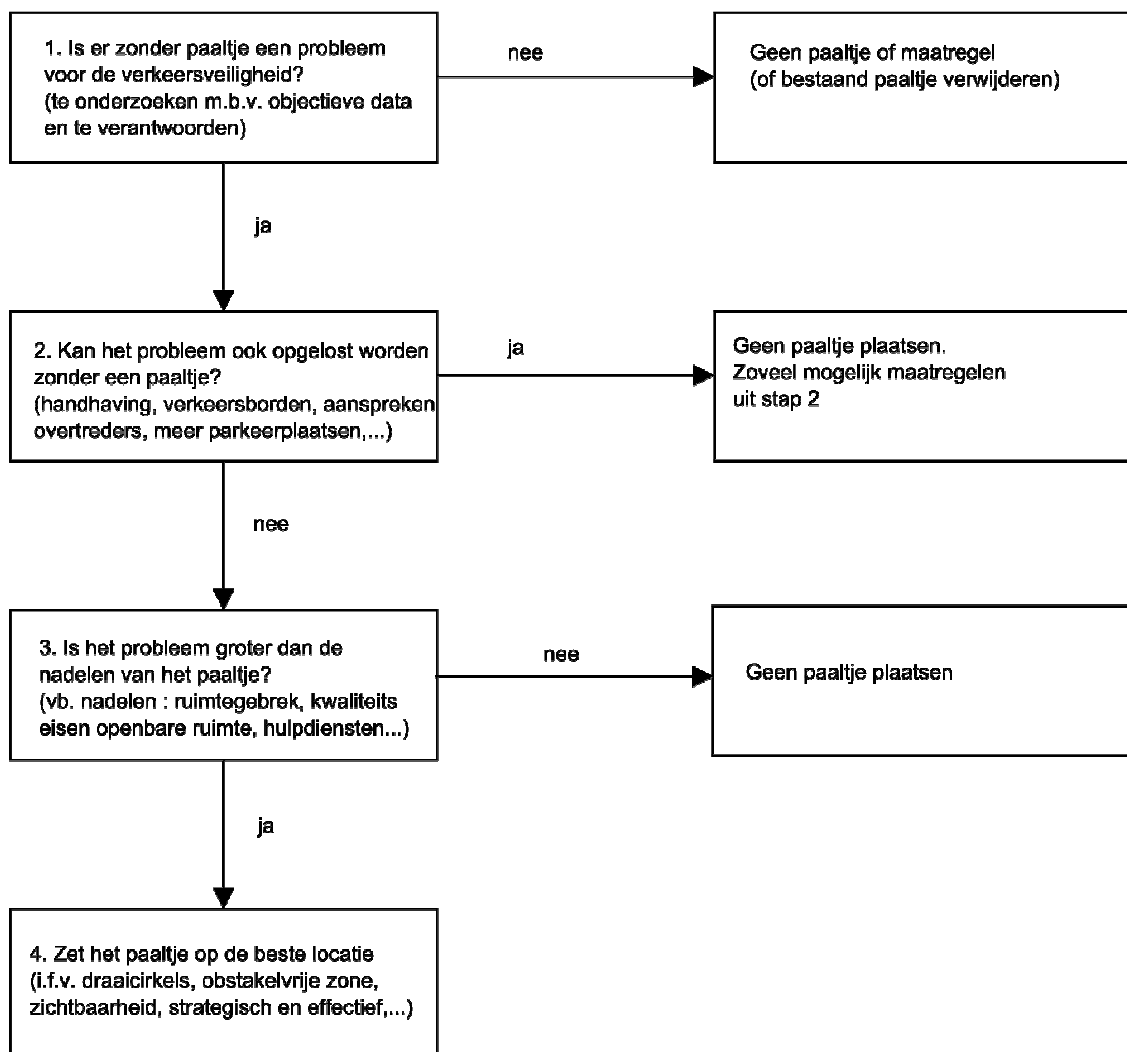 1. Is er zonder paaltje een probleem
voor de verkeersveiligheid?
(te onderzoeken m.b.v. objectieve data
en te verantwoorden)
nee
Geen paaltje of maatregel
(of bestaand paaltje verwijderen)
ja
2. Kan het probleem ook opgelost worden
zonder een paaltje?
(handhaving, verkeersborden, aanspreken
overtreders, meer parkeerplaatsen,...)
ja
Geen paaltje plaatsen.
Zoveel mogelijk maatregelen
uit stap 2
nee
3. Is het probleem groter dan de
nadelen van het paaltje?
(vb. nadelen : ruimtegebrek, kwaliteits
eisen openbare ruimte, hulpdiensten...)
nee
Geen paaltje plaatsen
ja
4. Zet het paaltje op de beste locatie
(i.f.v. draaicirkels, obstakelvrije zone,
zichtbaarheid, strategisch en effectief,...)